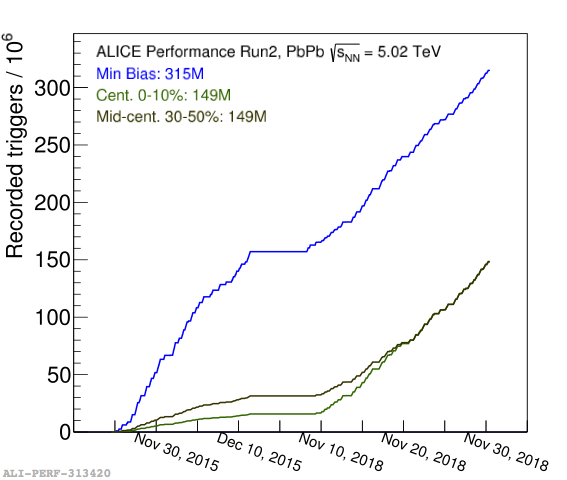 ALICE Performance Run2, PbPb √sNN = 5.02 TeV
Min Bias: 315M
Cent. 0-10%: 149M
Mid-cent. 30-50%: 149M
Recorded triggers / 10⁶
300
250
200
150
100
50
0
Nov 30, 2015
Dec 10, 2015
Nov 10, 2018
Nov 20, 2018
Nov 30, 2018
ALI-PERF-313420